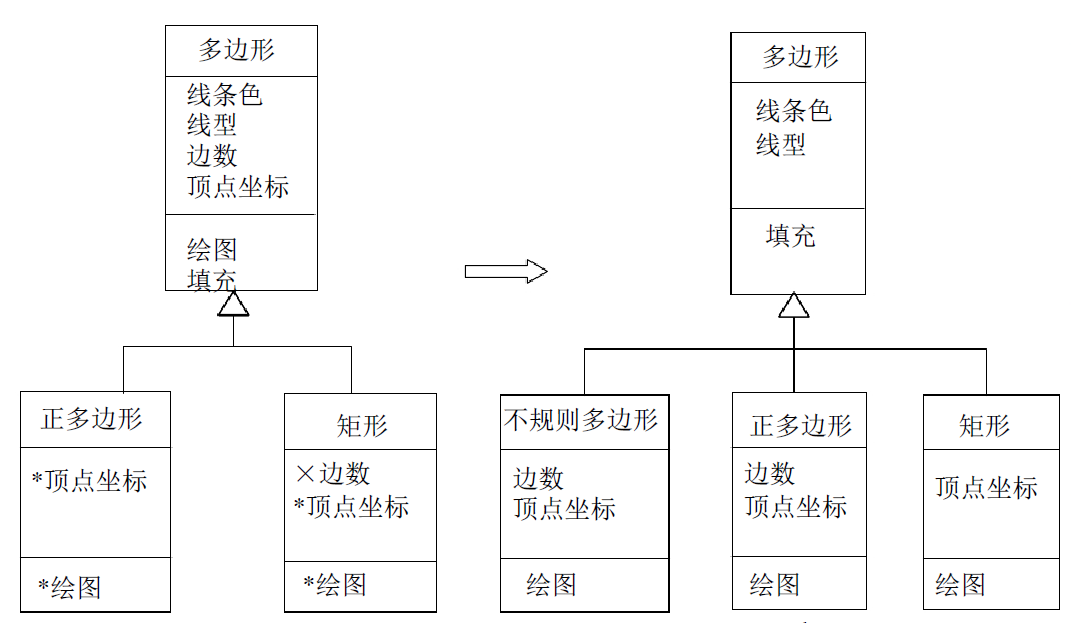 多边形
线条色
线型
边数
顶点坐标
绘图
填充
正多边形
*顶点坐标
*绘图
矩形
×边数
*顶点坐标
*绘图
多边形
线条色
线型
填充
不规则多边形
边数
顶点坐标
绘图
正多边形
边数
顶点坐标
绘图
矩形
顶点坐标
绘图